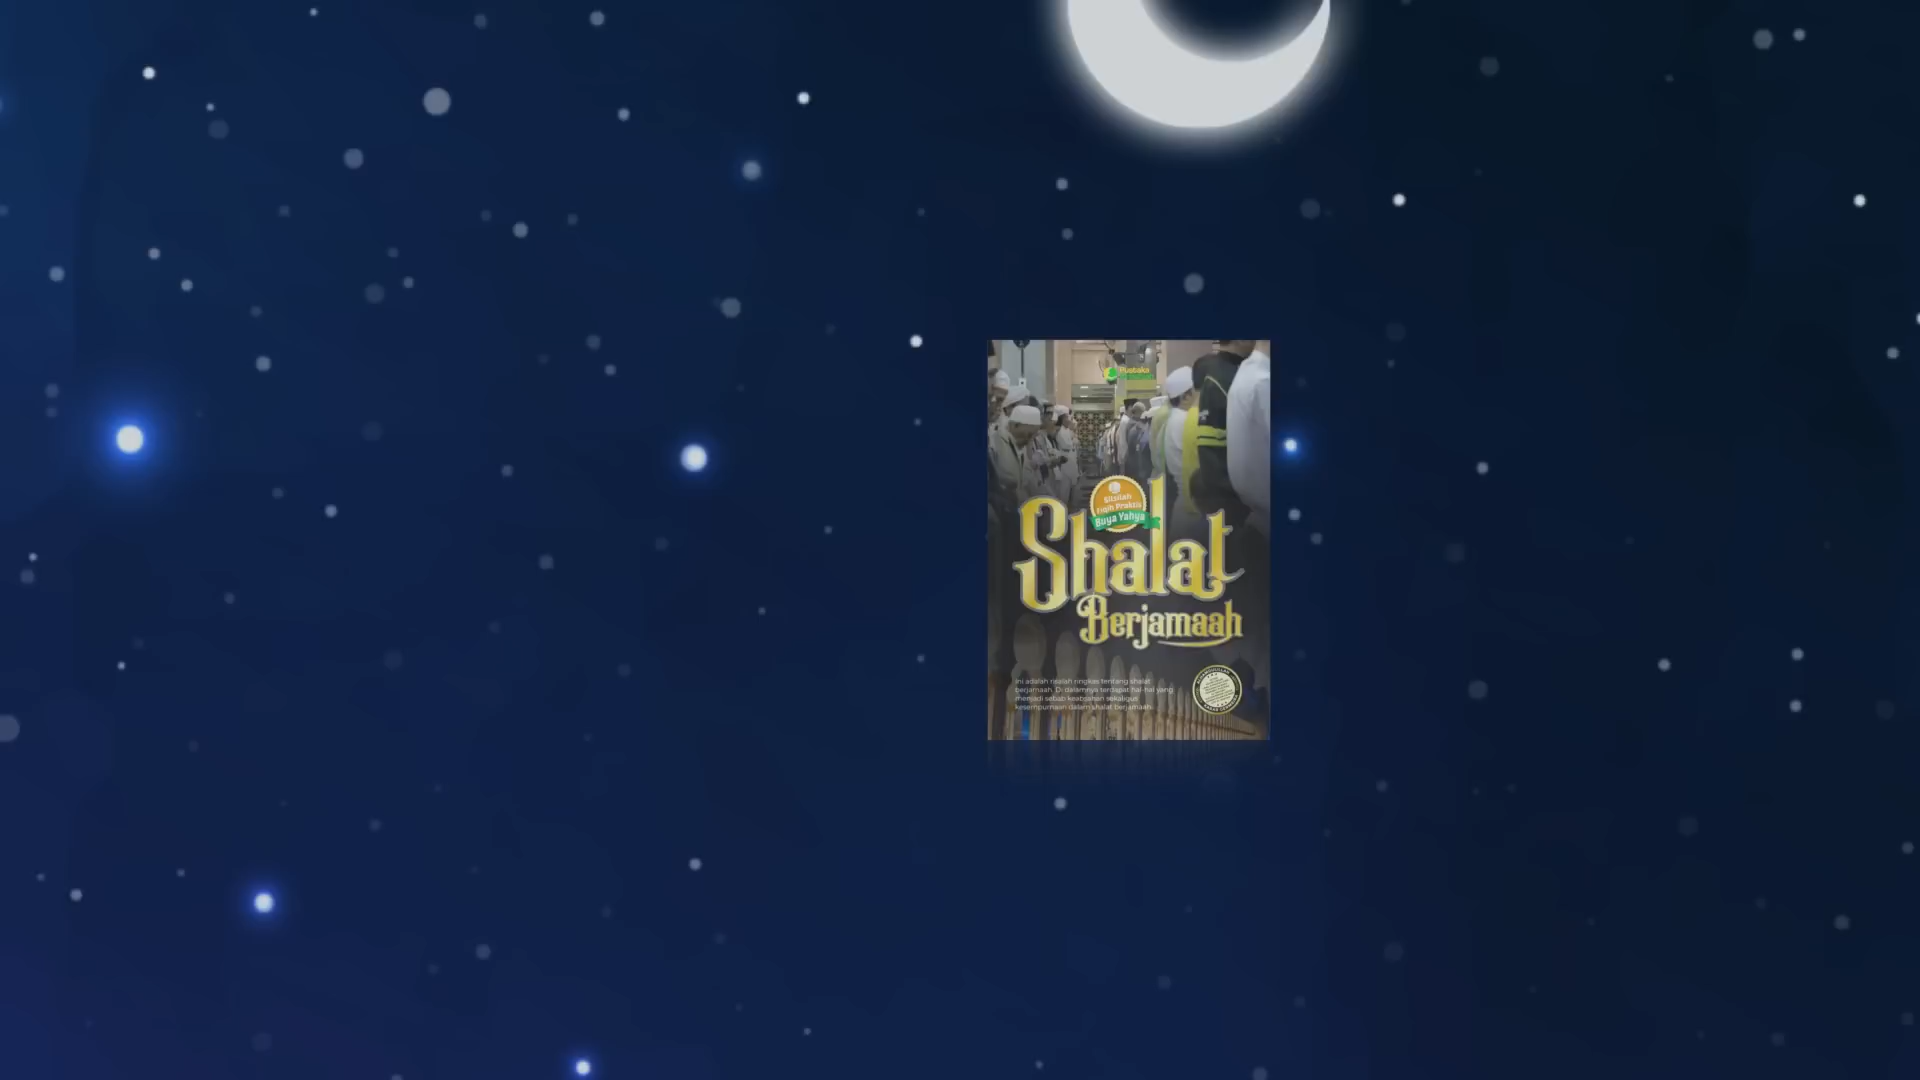 Pustaka
Silsilah
Fiqih Praktis
Buya Yahya
Shalat
Berjamaah
Ini adalah risalah ringkas tentang shalat
berjamaah. Di dalamnya terdapat hal-hal yang
menjadi sebab keabsahan sekaligus
kesempurnaan dalam shalat berjamaah.